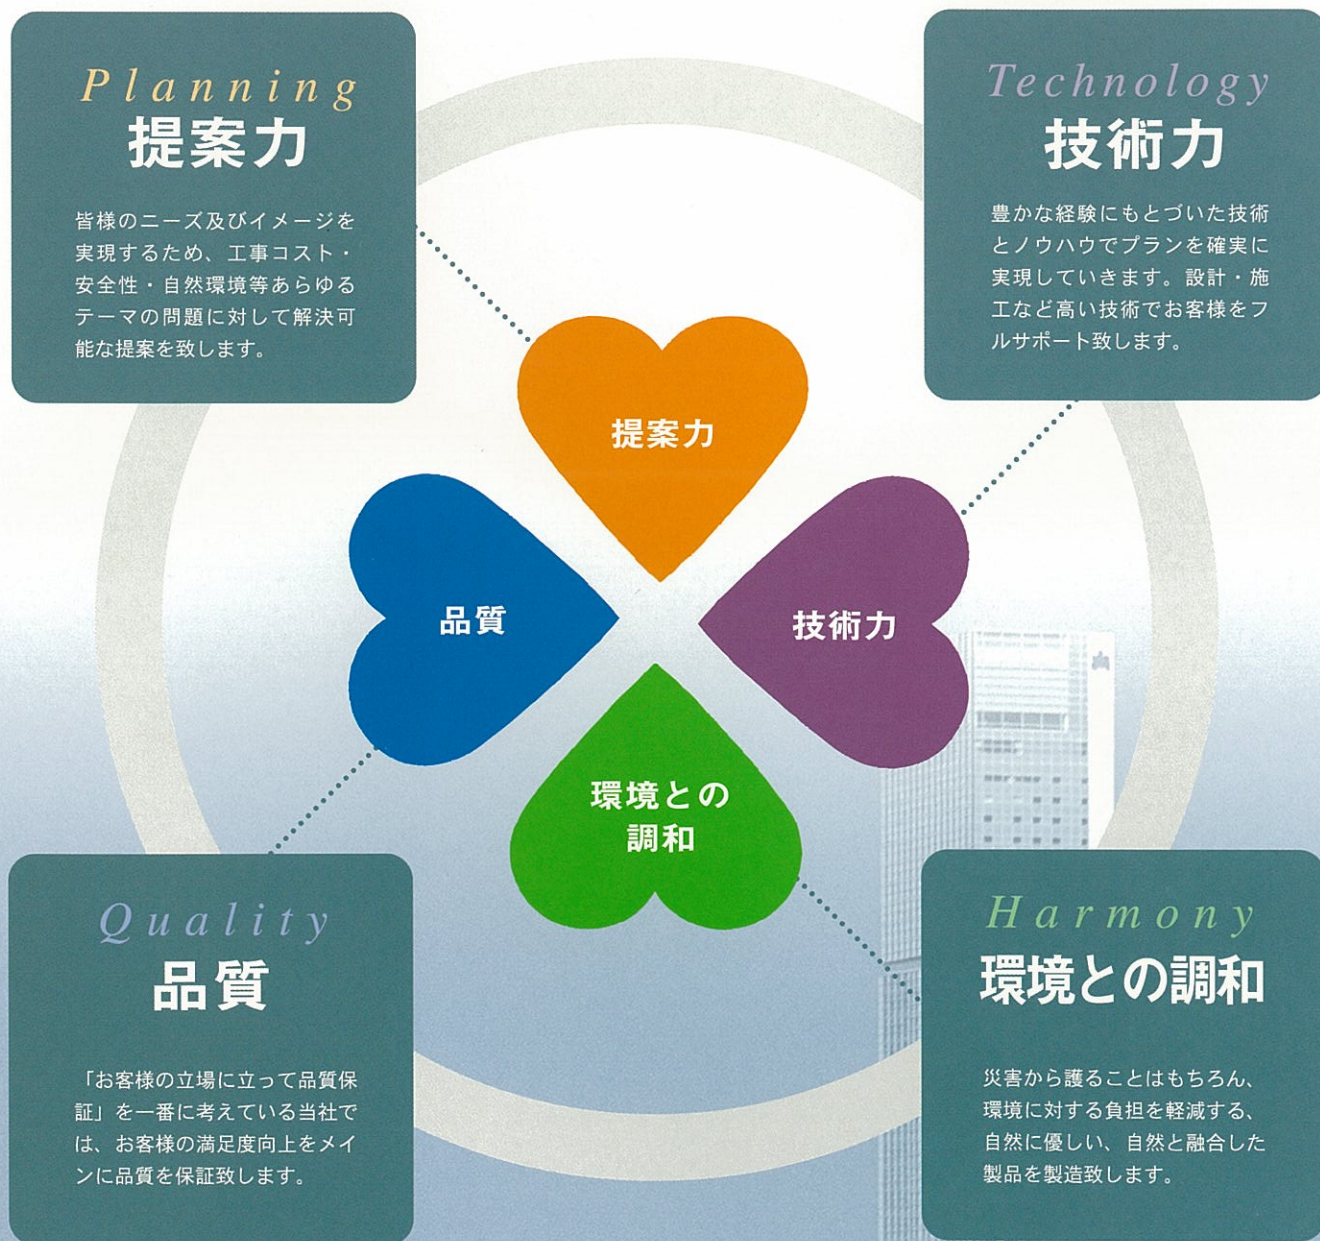 Planning
提案力
皆様のニーズ及びイメージを
実現するため、工事コスト・
安全性・自然環境等あらゆる
テーマの問題に対して解決可
能な提案を致します。
Technology
技術力
豊かな経験にもとづいた技術
とノウハウでプランを確実に
実現していきます。設計・施
工など高い技術でお客様をフ
ルサポート致します。
提案力
品質
技術力
環境との
調和
Quality
品質
「お客様の立場に立って品質保
証」を一番に考えている当社で
は、お客様の満足度向上をメイ
ンに品質を保証致します。
Harmony
環境との調和
災害から護ることはもちろん、
環境に対する負担を軽減する、
自然に優しい、自然と融合した
製品を製造致します。